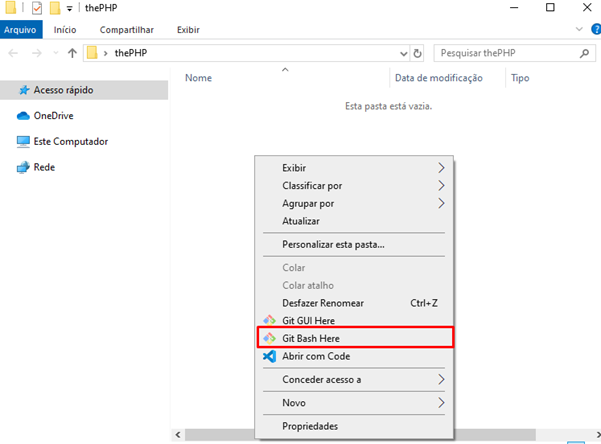 thePHP
Arquivo Início Compartilhar Exibir
thePHP Pesquisar thePHP
Nome Data de modificação Tipo
Acesso rápido
Esta pasta está vazia.
OneDrive
Este Computador
Rede
Exibir
Classificar por
Agrupar por
Atualizar
Personalizar esta pasta...
Colar
Colar atalho
Desfazer Renomear Ctrl+Z
Git GUI Here
Git Bash Here
Abrir com Code
Conceder acesso a
Novo
Propriedades